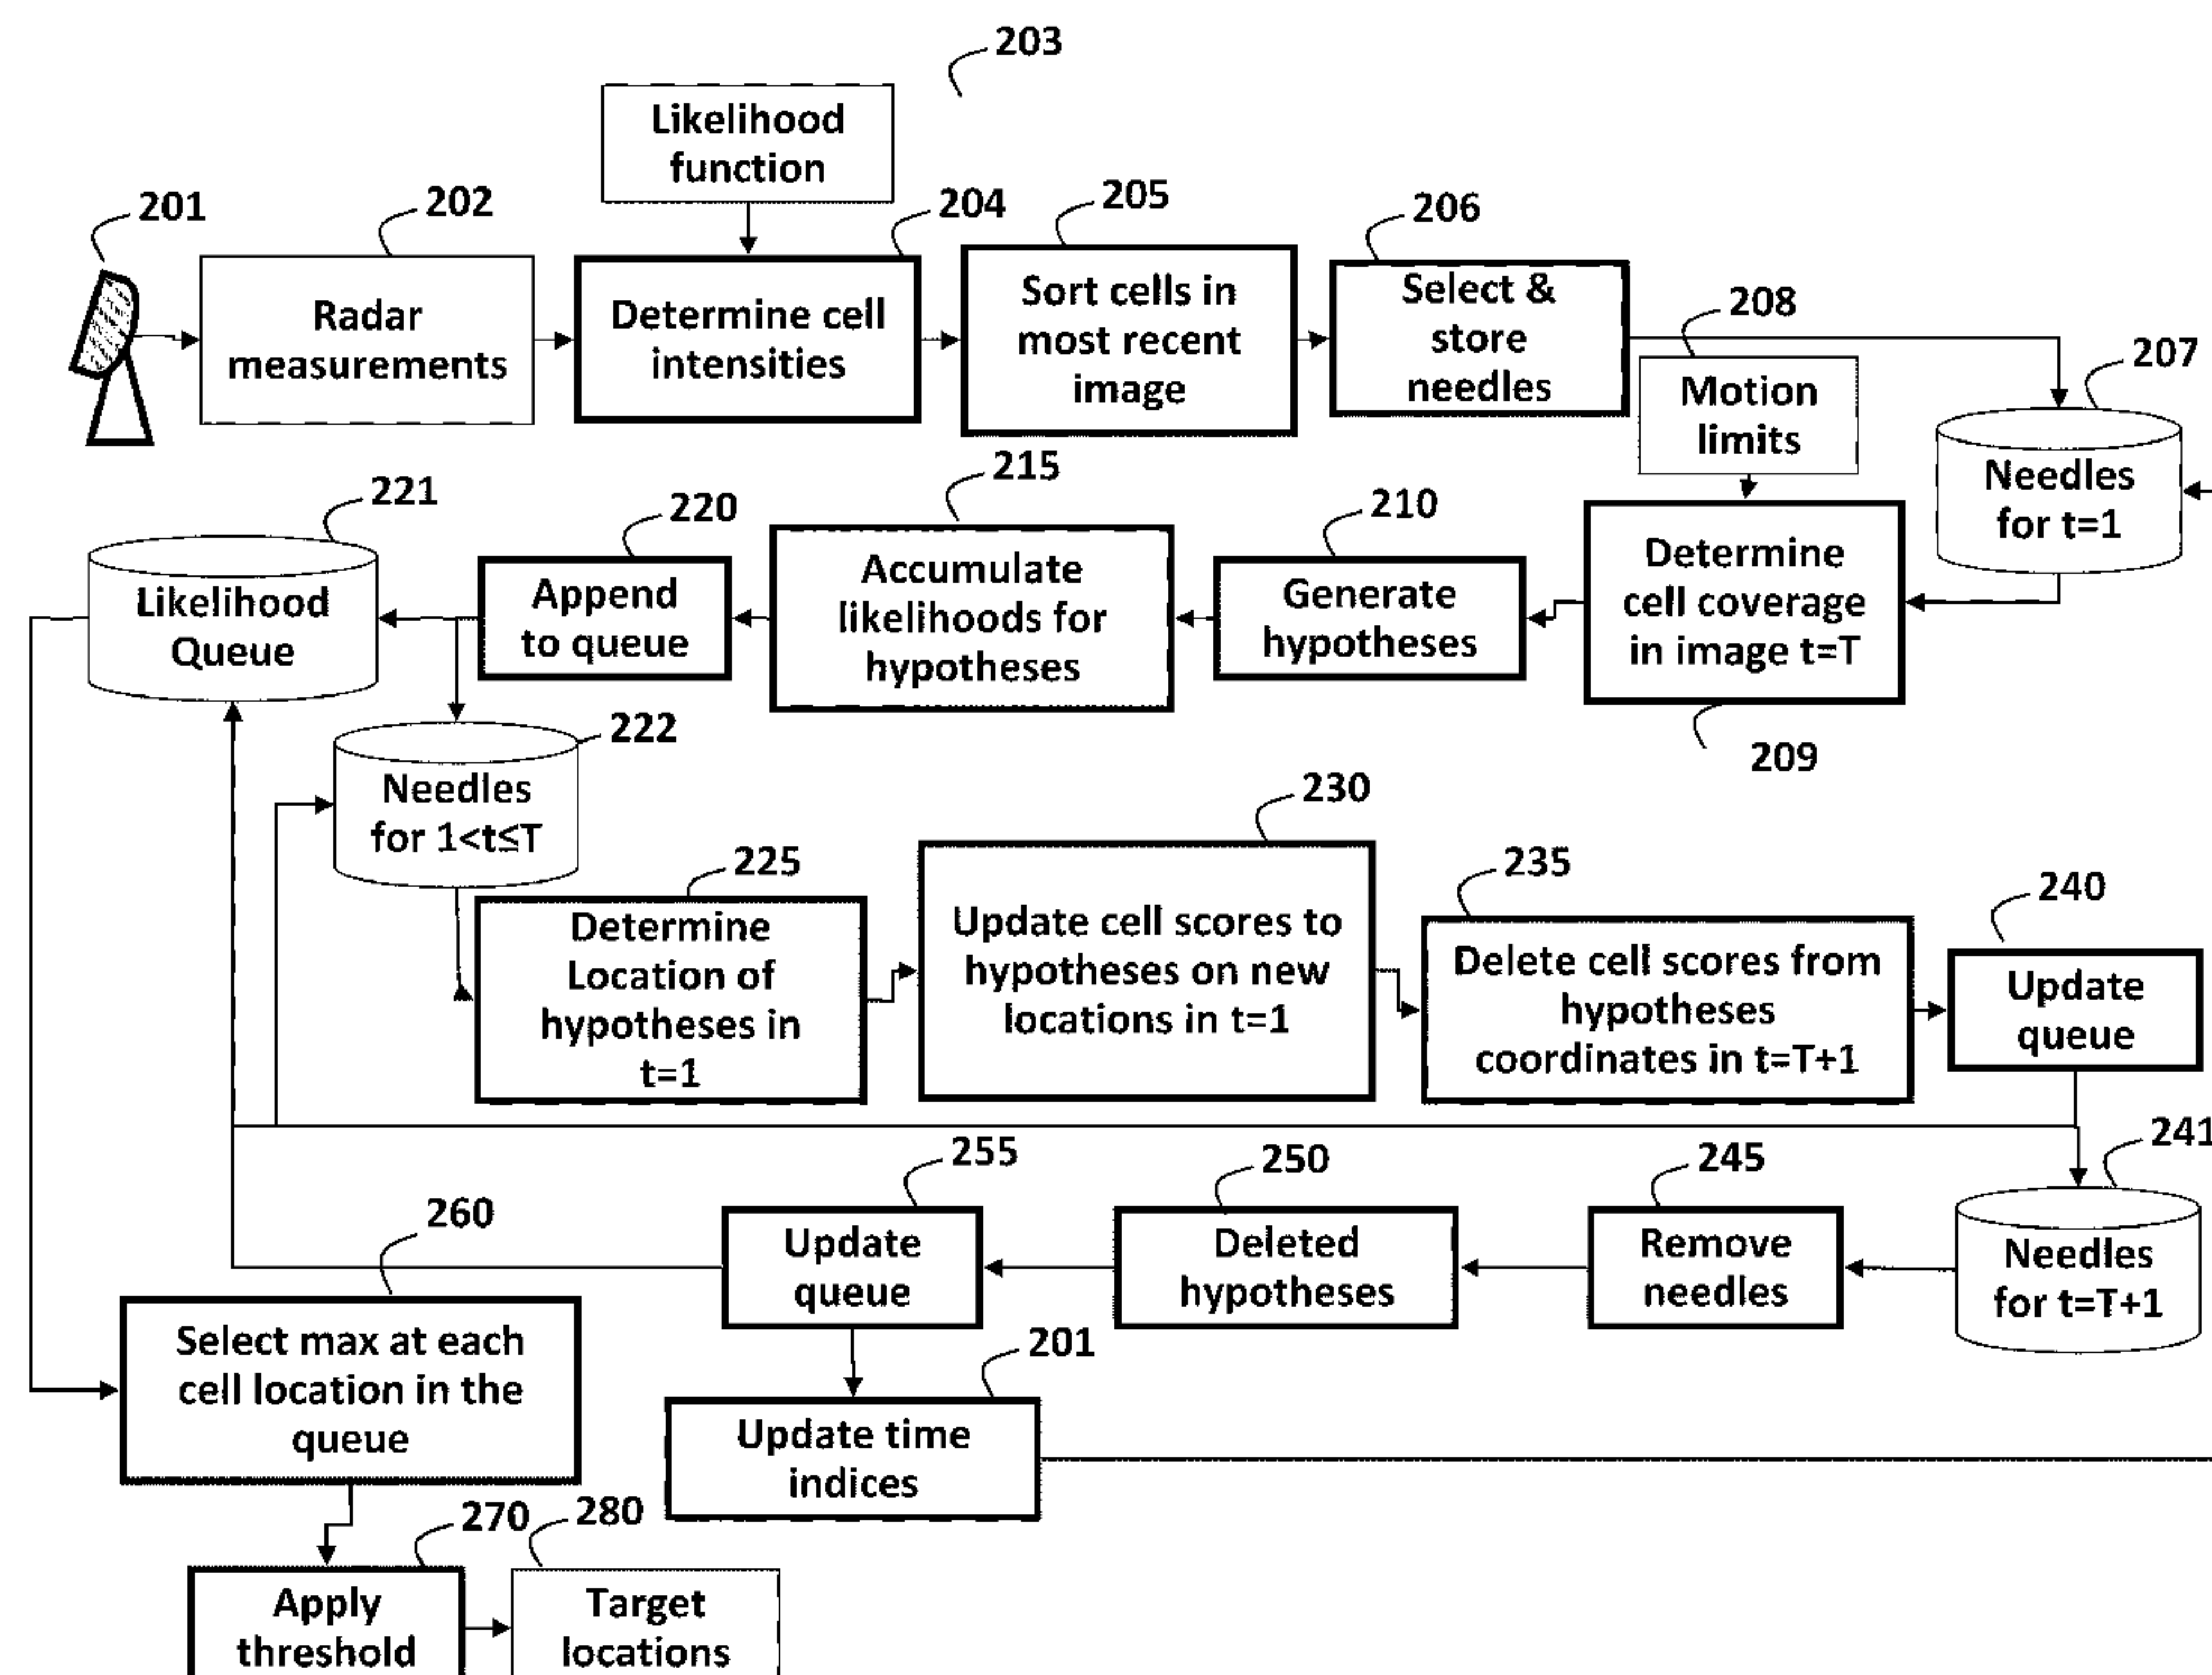 203
Likelihood
function
201
202
204
205
206
208
207
Radar
measurements
Determine cell
intensities
Sort cells in
most recent
image
Select &
store
needles
Motion
limits
Needles
for t=1
221
220
215
210
Likelihood
Queue
Append
to queue
Accumulate
likelihoods for
hypotheses
Generate
hypotheses
Determine
cell coverage
in image t=T
209
222
Needles
for 1<t≤T
225
230
235
240
Determine
Location of
hypotheses in
t=1
Update cell scores to
hypotheses on new
locations in t=1
Delete cell scores from
hypotheses
coordinates in t=T+1
Update
queue
241
255
250
245
260
Update
queue
Deleted
hypotheses
Remove
needles
Needles
for t=T+1
Select max at each
cell location in the
queue
201
Update time
indices
270
280
Apply
threshold
Target
locations